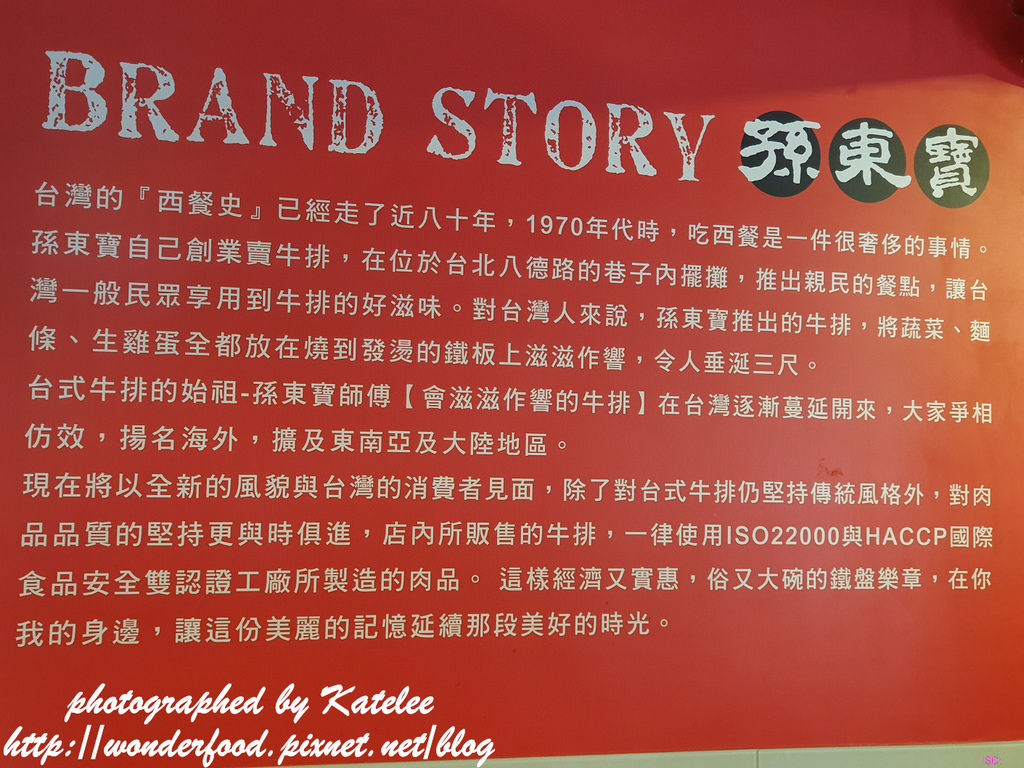 BRAND STORY 孫東寶
台灣的『西餐史』已經走了近八十年，1970年代時，吃西餐是一件很奢侈的事情。
孫東寶自己創業賣牛排，在位於台北八德路的巷子內擺攤，推出親民的餐點，讓台
灣一般民眾享用到牛排的好滋味。對台灣人來說，孫東寶推出的牛排，將蔬菜、麵
條、生雞蛋全都放在燒到發燙的鐵板上滋滋作響，令人垂涎三尺。
台式牛排的始祖-孫東寶師傅【會滋滋作響的牛排】在台灣逐漸蔓延開來，大家爭相
仿效，揚名海外，擴及東南亞及大陸地區。
現在將以全新的風貌與台灣的消費者見面，除了對台式牛排仍堅持傳統風格外，對肉
品品質的堅持更與時俱進，店內所販售的牛排，一律使用ISO22000與HACCP國際
食品安全雙認證工廠所製造的肉品。 這樣經濟又實惠，俗又大碗的鐵盤樂章，在你
我的身邊，讓這份美麗的記憶延續那段美好的時光。
photographed by Katelee
http://wonderfood.pixnet.net/blog